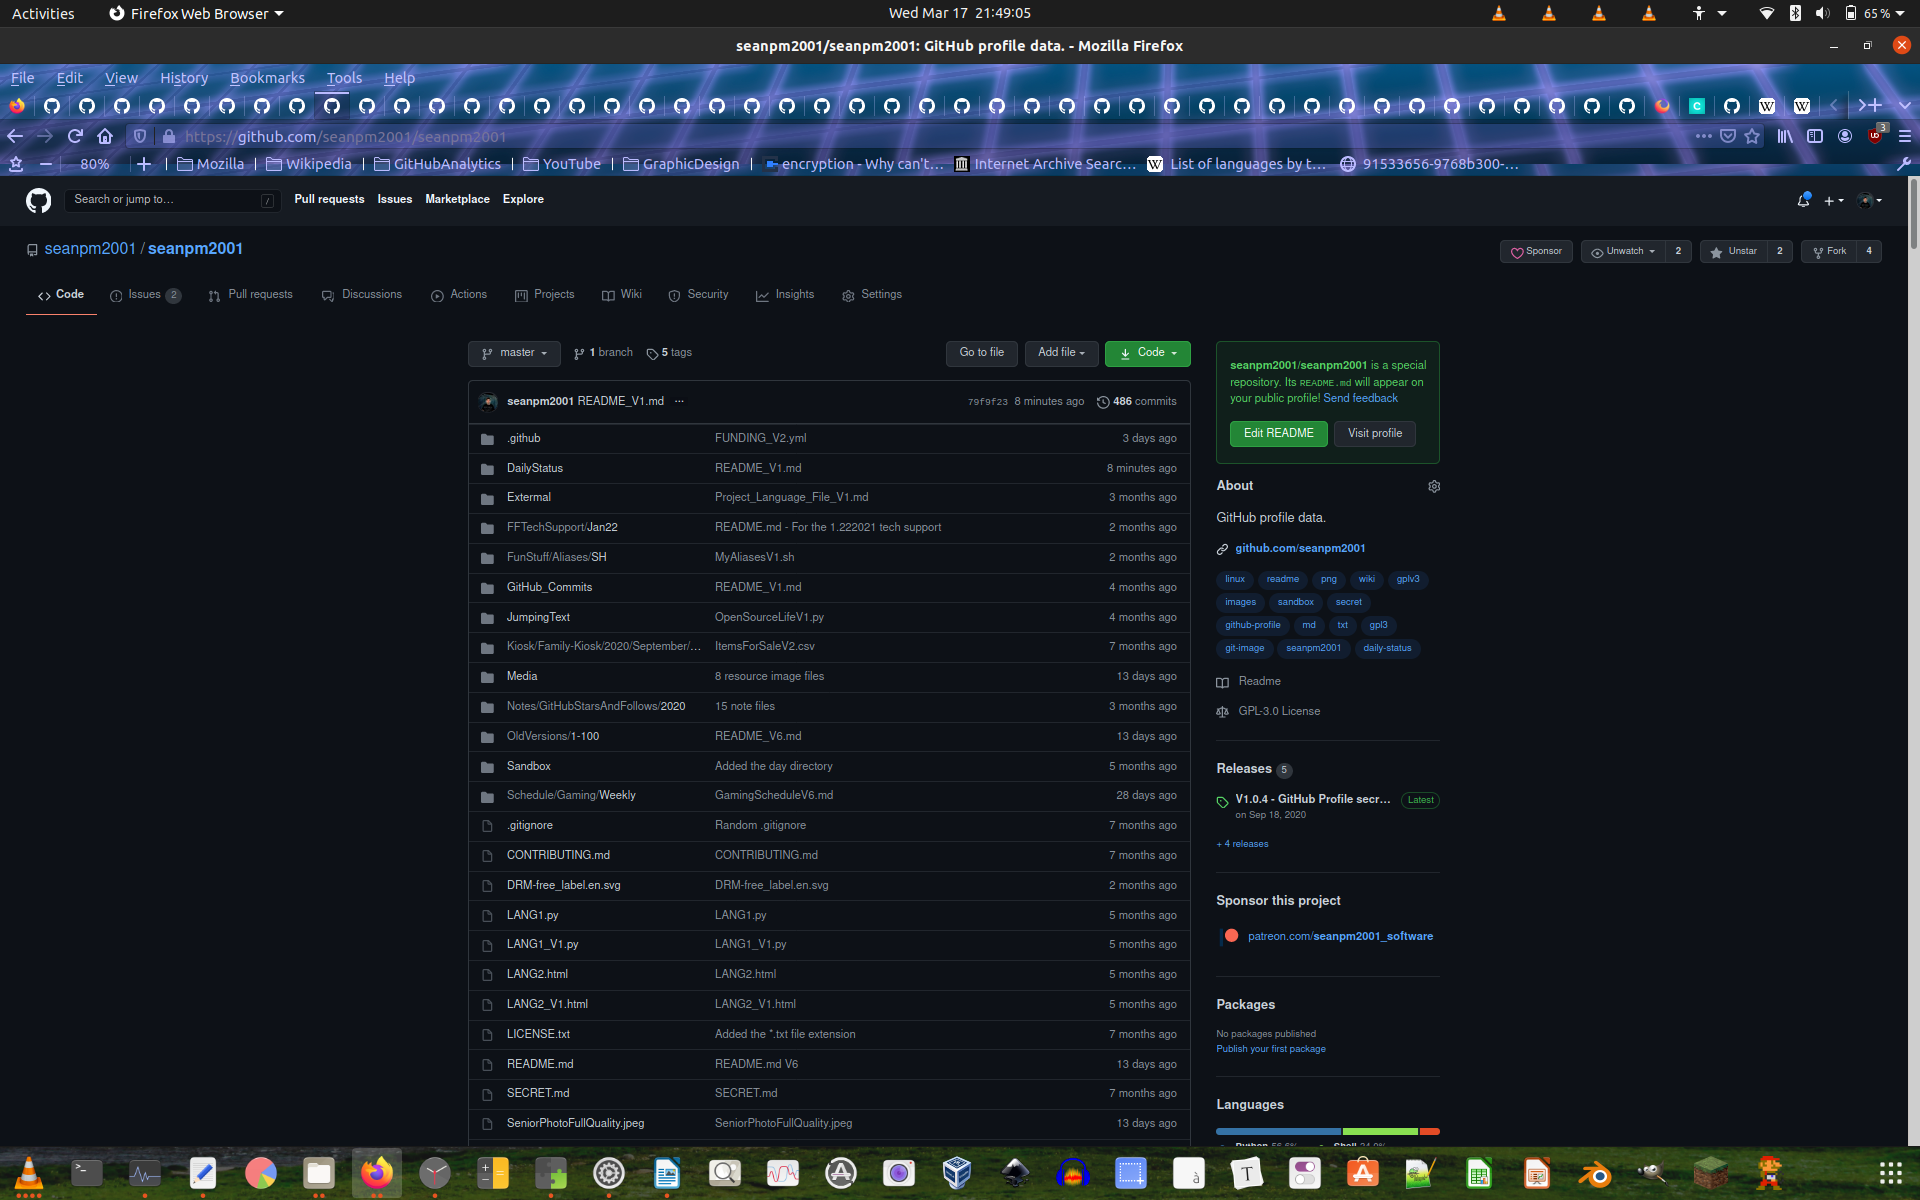 Activities Firefox Web Browser Wed Mar 17 21:49:05 65 %
seanpm2001/seanpm2001: GitHub profile data. - Mozilla Firefox
File Edit View History Bookmarks Tools Help
https://github.com/seanpm2001/seanpm2001 3
80% Mozilla Wikipedia GitHubAnalytics YouTube GraphicDesign encryption - Why can't… Internet Archive Searc… List of languages by t… 91533656-9768b300-…
Search or jump to… / Pull requests Issues Marketplace Explore
seanpm2001 / seanpm2001 Sponsor Unwatch 2 Unstar 2 Fork 4
Code Issues 2 Pull requests Discussions Actions Projects Wiki Security Insights Settings
master 1 branch 5 tags Go to file Add file Code
seanpm2001 README_V1.md ... 79f9f23 8 minutes ago 486 commits
.github FUNDING_V2.yml 3 days ago
DailyStatus README_V1.md 8 minutes ago
Extermal Project_Language_File_V1.md 3 months ago
FFTechSupport/Jan22 README.md - For the 1.222021 tech support 2 months ago
FunStuff/Aliases/SH MyAliasesV1.sh 2 months ago
GitHub_Commits README_V1.md 4 months ago
JumpingText OpenSourceLifeV1.py 4 months ago
Kiosk/Family-Kiosk/2020/September/… ItemsForSaleV2.csv 7 months ago
Media 8 resource image files 13 days ago
Notes/GitHubStarsAndFollows/2020 15 note files 3 months ago
OldVersions/1-100 README_V6.md 13 days ago
Sandbox Added the day directory 5 months ago
Schedule/Gaming/Weekly GamingScheduleV6.md 28 days ago
.gitignore Random .gitignore 7 months ago
CONTRIBUTING.md CONTRIBUTING.md 7 months ago
DRM-free_label.en.svg DRM-free_label.en.svg 2 months ago
LANG1.py LANG1.py 5 months ago
LANG1_V1.py LANG1_V1.py 5 months ago
LANG2.html LANG2.html 5 months ago
LANG2_V1.html LANG2_V1.html 5 months ago
LICENSE.txt Added the *.txt file extension 7 months ago
README.md README.md V6 13 days ago
SECRET.md SECRET.md 7 months ago
SeniorPhotoFullQuality.jpeg SeniorPhotoFullQuality.jpeg 13 days ago
seanpm2001/seanpm2001 is a special
repository. Its README.md will appear on
your public profile! Send feedback
Edit README Visit profile
About
GitHub profile data.
github.com/seanpm2001
linux readme png wiki gplv3
images sandbox secret
github-profile md txt gpl3
git-image seanpm2001 daily-status
Readme
GPL-3.0 License
Releases 5
V1.0.4 - GitHub Profile secr… Latest
on Sep 18, 2020
+ 4 releases
Sponsor this project
patreon.com/seanpm2001_software
Packages
No packages published
Publish your first package
Languages